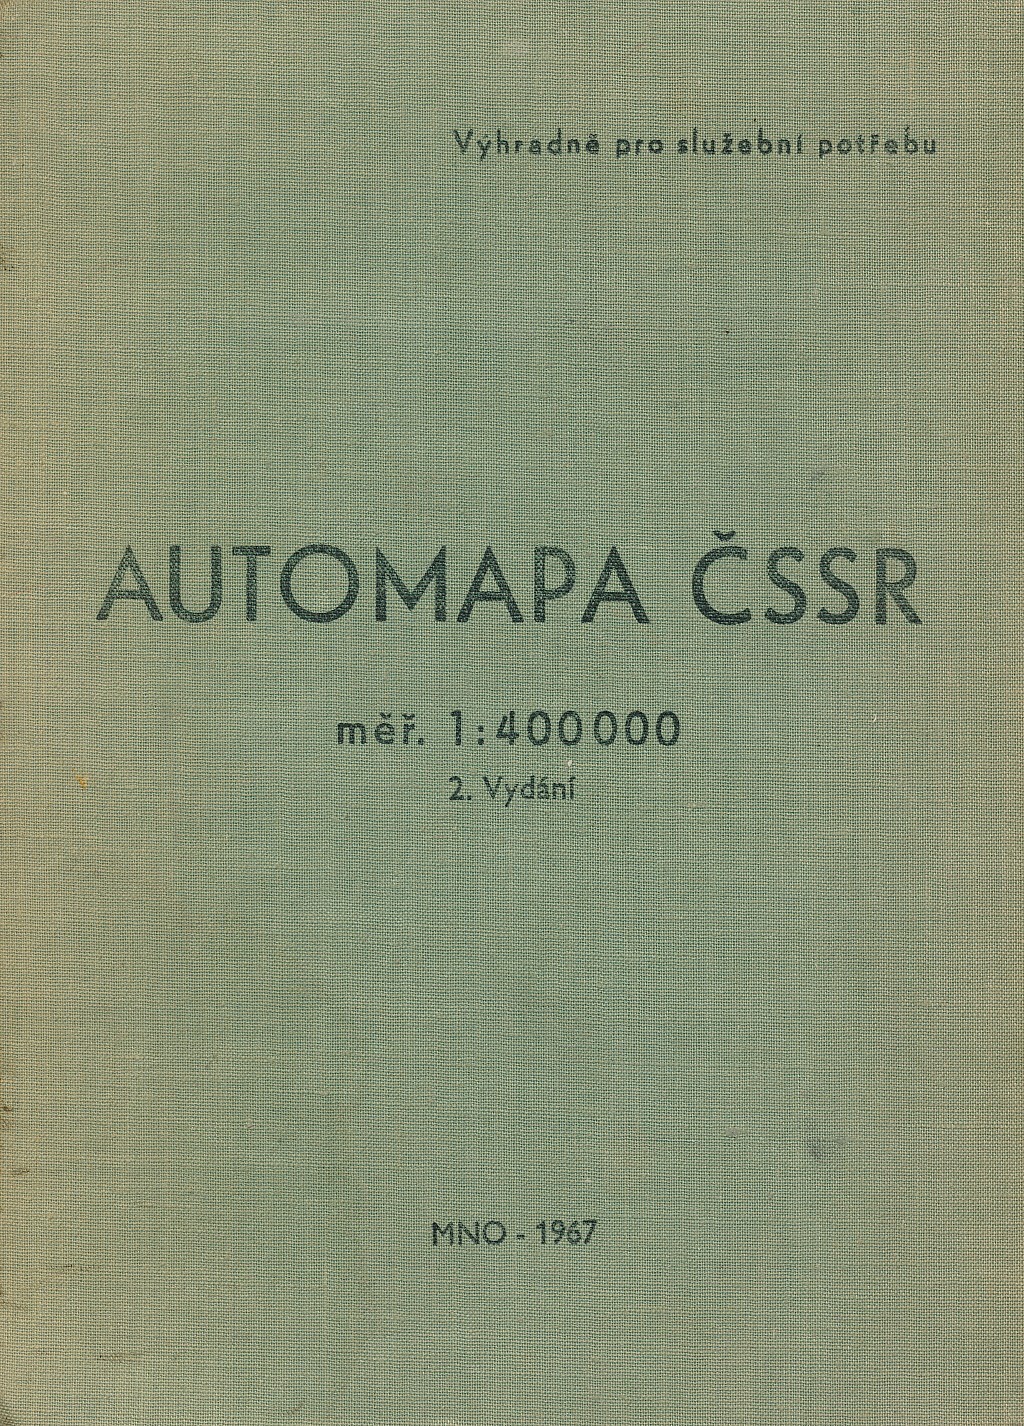 Výhradně pro služební potřebu
AUTOMAPA ČSSR
měř. 1:400000
2. Vydání
MNO - 1967